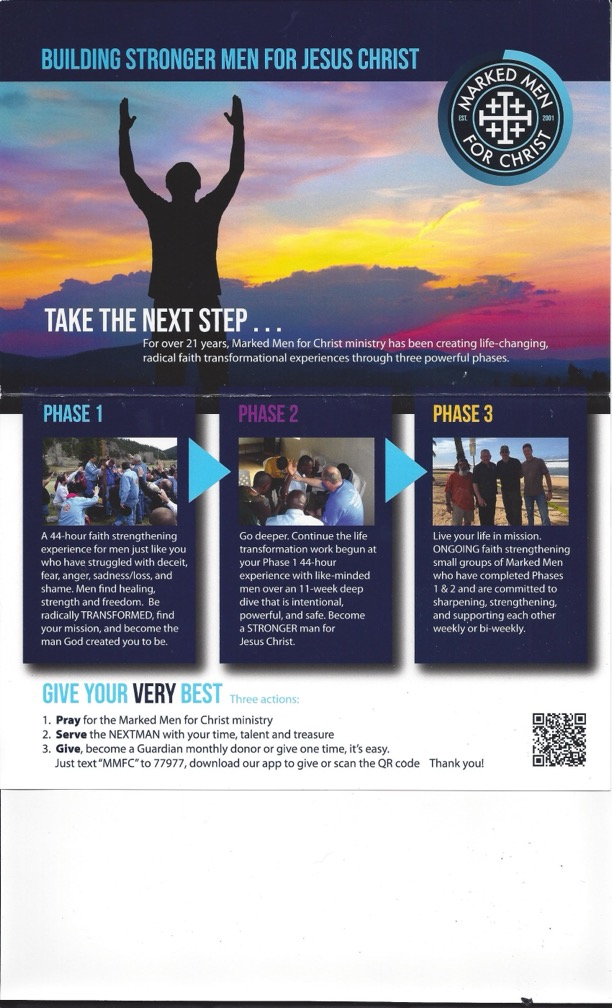 BUILDING STRONGER MEN FOR JESUS CHRIST
MARKED MEN
EST. 2001
FOR CHRIST
TAKE THE NEXT STEP . . .
For over 21 years, Marked Men for Christ ministry has been creating life-changing,
radical faith transformational experiences through three powerful phases.
PHASE 1
A 44-hour faith strengthening
experience for men just like you
who have struggled with deceit,
fear, anger, sadness/loss, and
shame. Men find healing,
strength and freedom. Be
radically TRANSFORMED, find
your mission, and become the
man God created you to be.
PHASE 2
Go deeper. Continue the life
transformation work begun at
your Phase 1 44-hour
experience with like-minded
men over an 11-week deep
dive that is intentional,
powerful, and safe. Become
a STRONGER man for
Jesus Christ.
PHASE 3
Live your life in mission.
ONGOING faith strengthening
small groups of Marked Men
who have completed Phases
1 & 2 and are committed to
sharpening, strengthening,
and supporting each other
weekly or bi-weekly.
GIVE YOUR VERY BEST Three actions:
1. Pray for the Marked Men for Christ ministry
2. Serve the NEXTMAN with your time, talent and treasure
3. Give, become a Guardian monthly donor or give one time, it's easy.
Just text "MMFC" to 77977, download our app to give or scan the QR code Thank you!